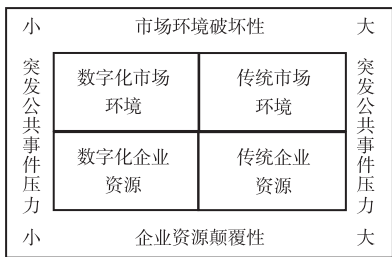 小 市场环境破坏性 大
突发公共事件压力
数字化市场
环境
传统市场
环境
突发公共事件压力
数字化企业
资源
传统企业
资源
小 企业资源颠覆性 大